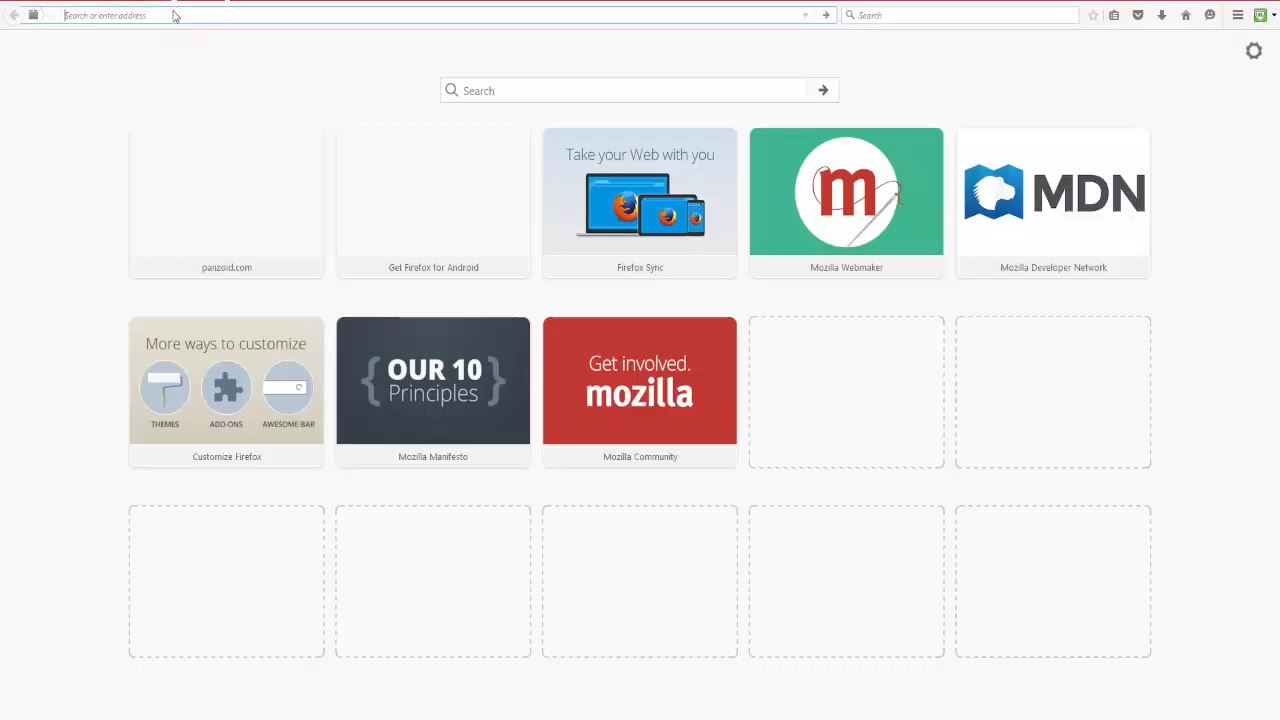 Search or enter address
Search
Search
Take your Web with you
m
MDN
panzoid.com
Get Firefox for Android
Firefox Sync
Mozilla Webmaker
Mozilla Developer Network
More ways to customize
THEMES
ADD-ONS
AWESOME BAR
{ OUR 10
Principles }
Get involved.
mozilla
Customize Firefox
Mozilla Manifesto
Mozilla Community